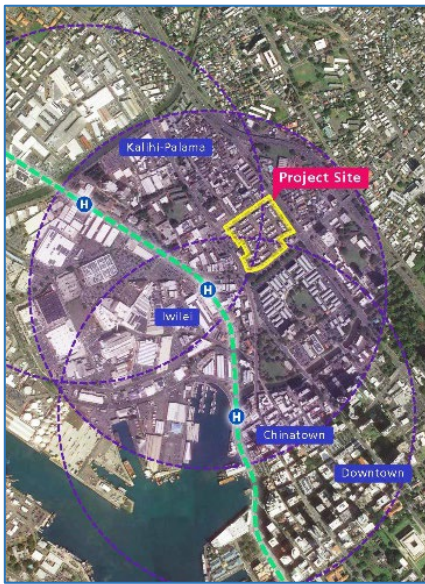 Kalihi-Palama
Project Site
H
H
Iwilei
H
Chinatown
Downtown